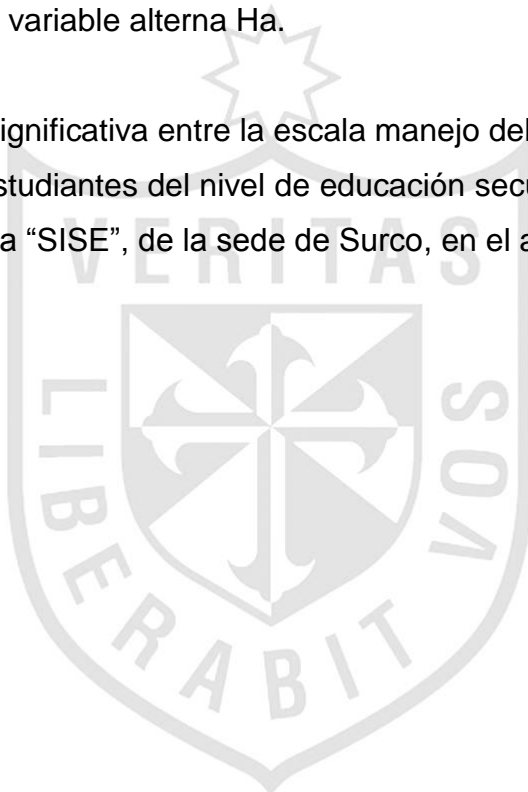 variable alterna Ha.
ignificativa entre la escala manejo del
studiantes del nivel de educación secu
a “SISE”, de la sede de Surco, en el a
VERITAS
LIBERABIT
VOS